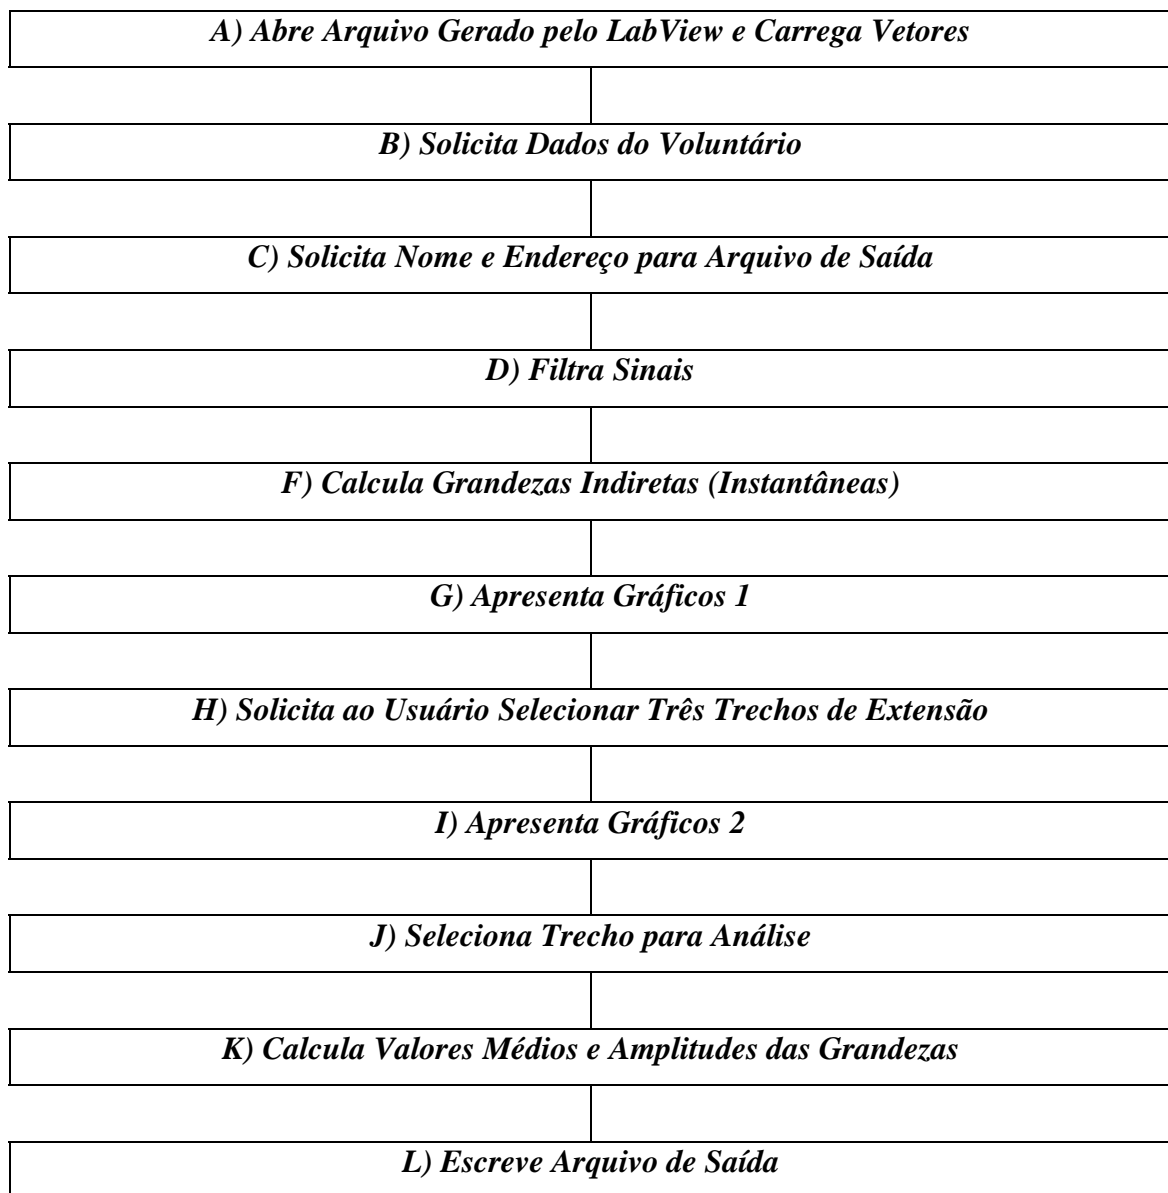 A) Abre Arquivo Gerado pelo LabView e Carrega Vetores
B) Solicita Dados do Voluntário
C) Solicita Nome e Endereço para Arquivo de Saída
D) Filtra Sinais
F) Calcula Grandezas Indiretas (Instantâneas)
G) Apresenta Gráficos 1
H) Solicita ao Usuário Selecionar Três Trechos de Extensão
I) Apresenta Gráficos 2
J) Seleciona Trecho para Análise
K) Calcula Valores Médios e Amplitudes das Grandezas
L) Escreve Arquivo de Saída